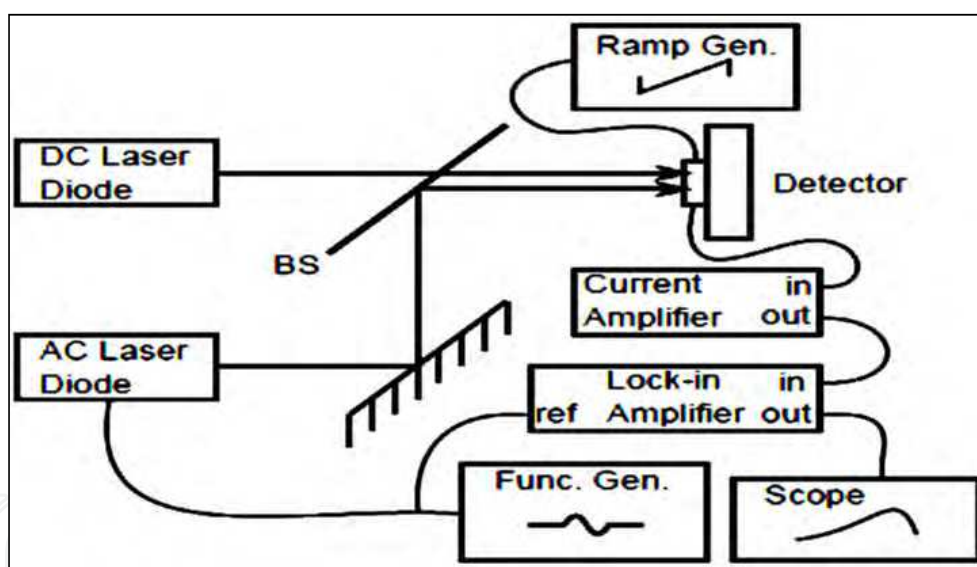 Ramp Gen.
DC Laser
Diode
Detector
BS
Current in
Amplifier out
AC Laser
Diode
Lock-in in
ref Amplifier out
Func. Gen.
Scope